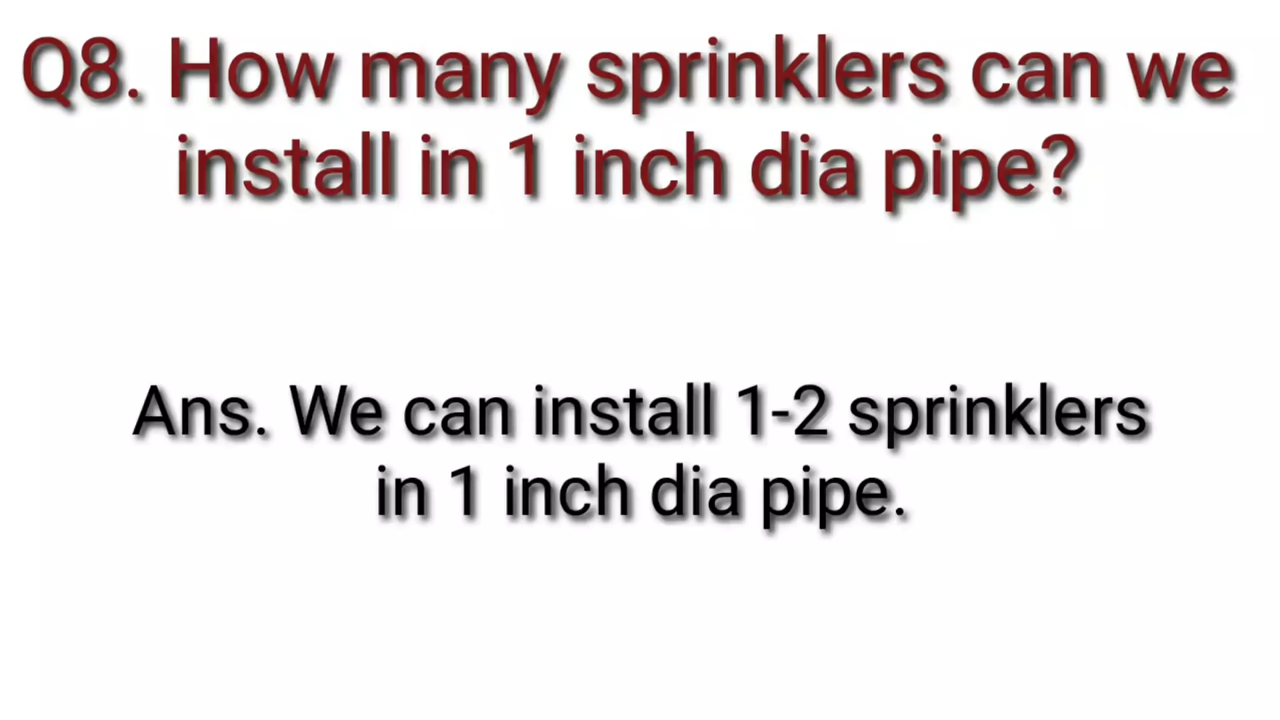 Q8. How many sprinklers can we
install in 1 inch dia pipe?
Ans. We can install 1-2 sprinklers
in 1 inch dia pipe.